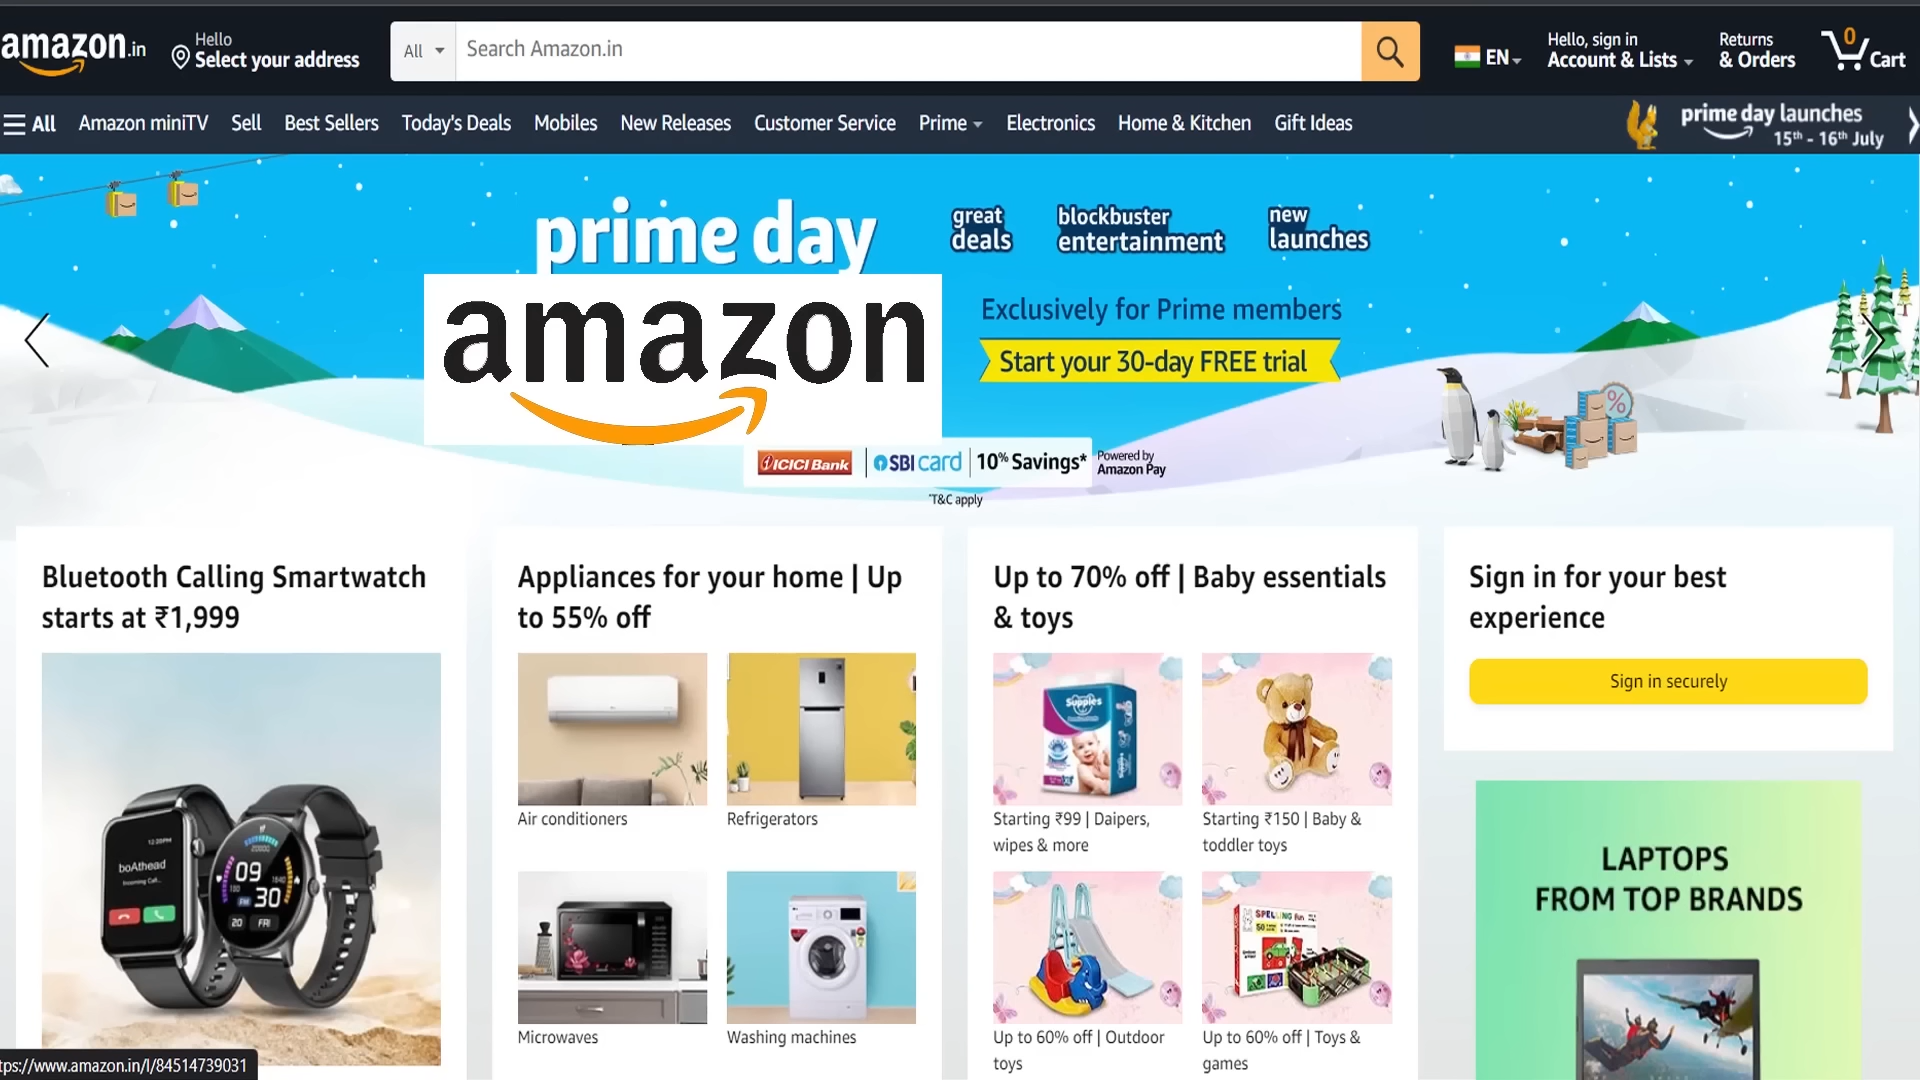 amazon.in
Hello
Select your address
All
Search Amazon.in
EN
Hello, sign in
Account & Lists
Returns
& Orders
0
Cart
All
Amazon miniTV
Sell
Best Sellers
Today's Deals
Mobiles
New Releases
Customer Service
Prime
Electronics
Home & Kitchen
Gift Ideas
prime day launches
15th - 16th July
prime day
great
deals
blockbuster
entertainment
new
launches
amazon
Exclusively for Prime members
Start your 30-day FREE trial
ICICI Bank
SBI card
10% Savings*
Powered by
Amazon Pay
*T&C apply
Bluetooth Calling Smartwatch
starts at ₹1,999
boAthead
Incoming Call...
09
30
20
FRI
Appliances for your home | Up
to 55% off
Air conditioners
Refrigerators
Microwaves
Washing machines
Up to 70% off | Baby essentials
& toys
Supples
Starting ₹99 | Daipers,
wipes & more
Starting ₹150 | Baby &
toddler toys
SPELLING fun
Up to 60% off | Outdoor
toys
Up to 60% off | Toys &
games
Sign in for your best
experience
Sign in securely
LAPTOPS
FROM TOP BRANDS
tps://www.amazon.in/l/84514739031